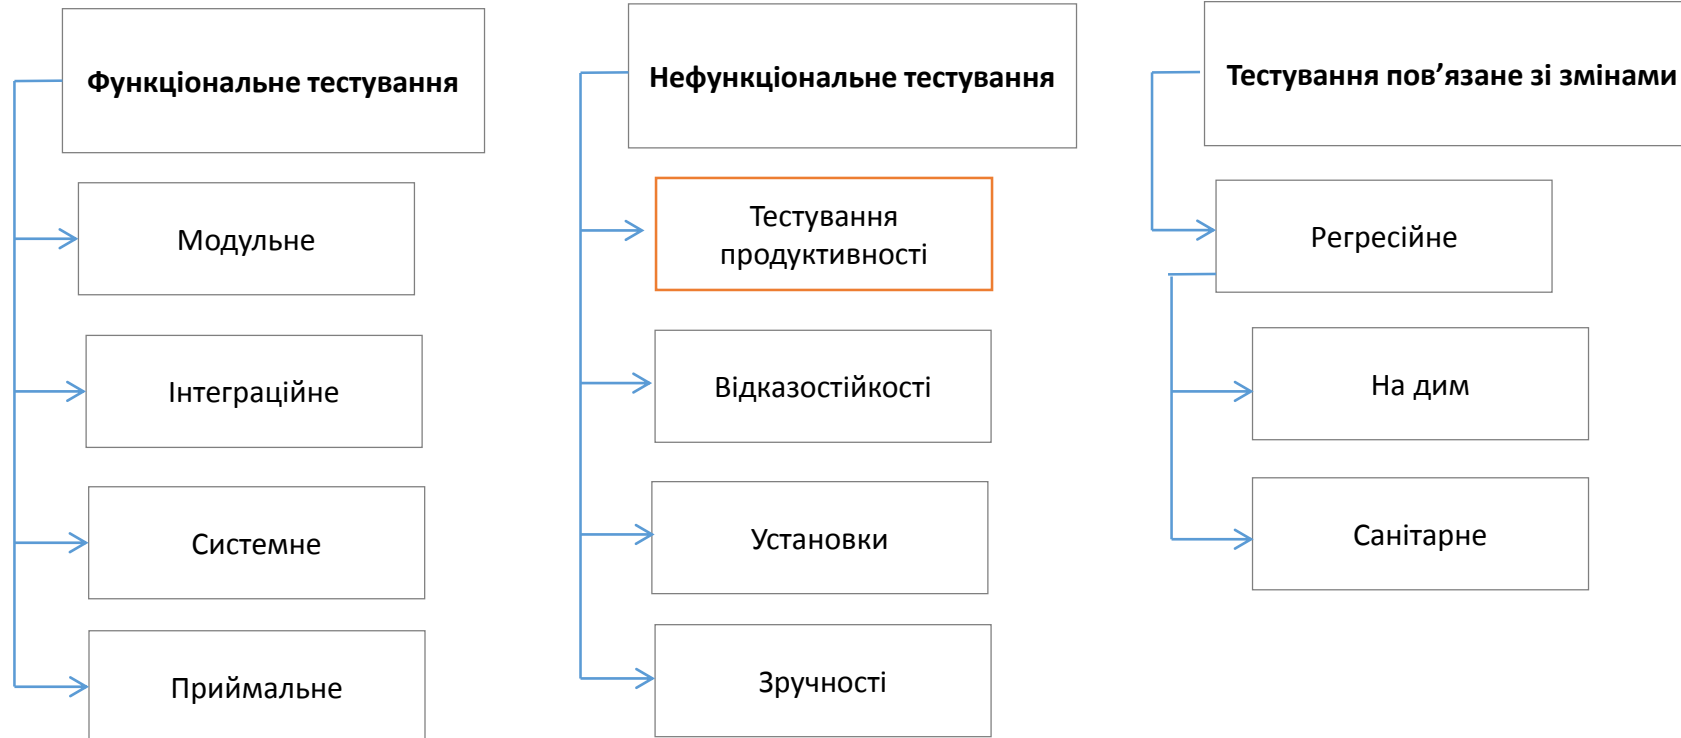 Функціональне тестування
Модульне
Інтеграційне
Системне
Приймальне
Нефункціональне тестування
Тестування
продуктивності
Відказостійкості
Установки
Зручності
Тестування пов’язане зі змінами
Регресійне
На дим
Санітарне